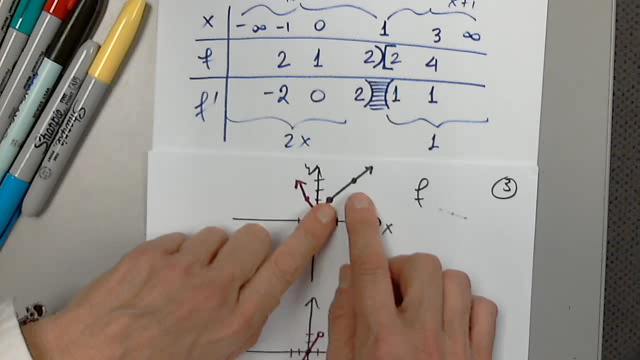 x+1
x -∞ -1 0 1 3 ∞
f 2 1 2)[2 4
f' -2 0 2) (1 1
2x 1
y f 3
x
Sharpie